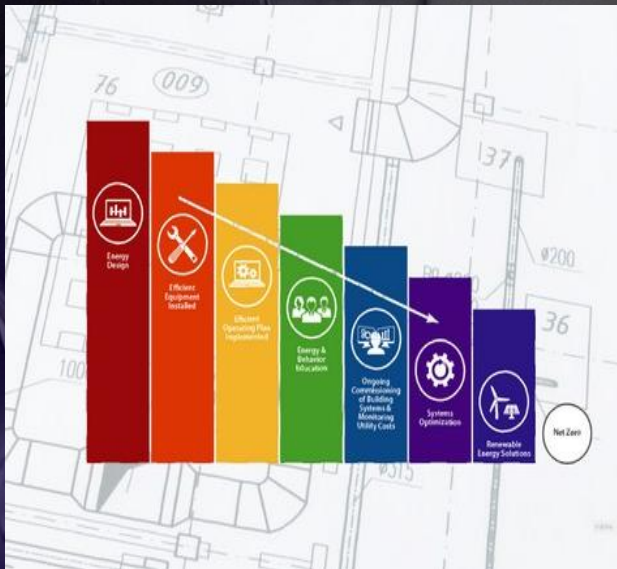 76
009
37
ø200
36
100
ø315
Energy
Design
Efficient
Equipment
Installed
Efficient
Operating Plan
Implemented
Energy &
Behavior
Education
Ongoing
Commissioning
of Building
Systems &
Monitoring
Utility Costs
Systems
Optimization
Renewable
Energy Solutions
Net Zero